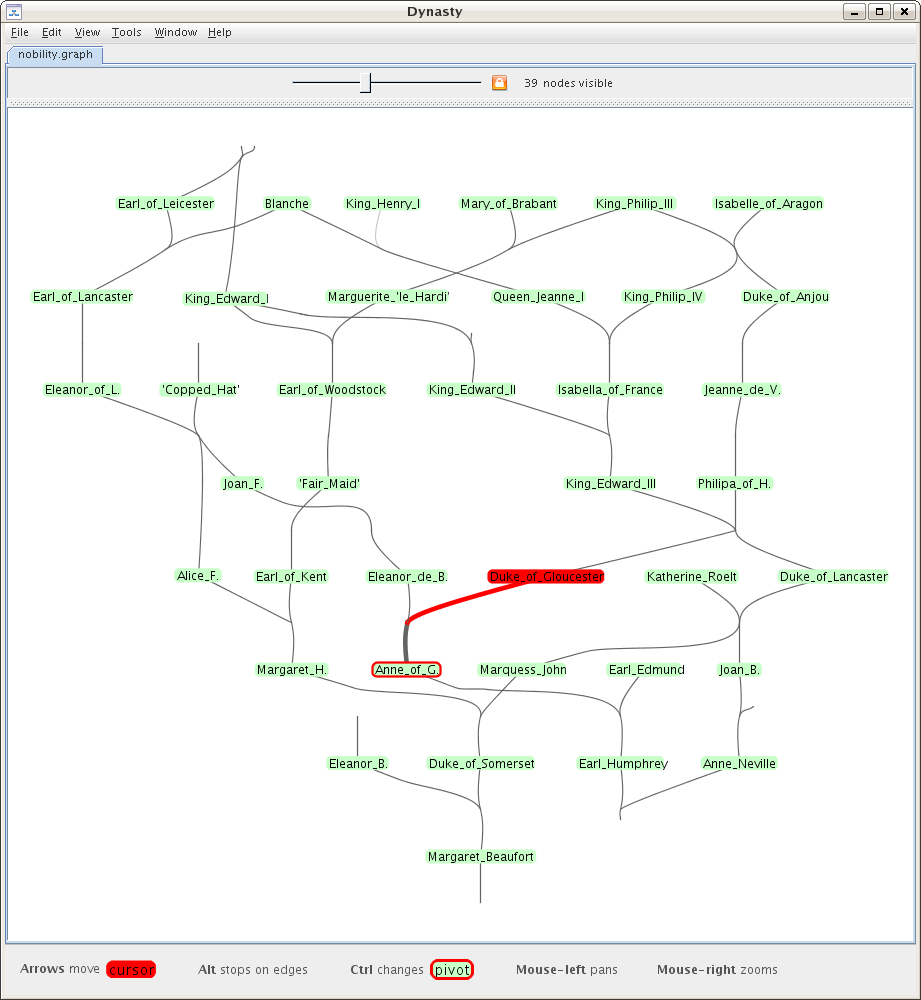 Dynasty
File Edit View Tools Window Help
nobility.graph
39 nodes visible
Earl_of_Leicester Blanche King_Henry_I Mary_of_Brabant King_Philip_III Isabelle_of_Aragon
Earl_of_Lancaster King_Edward_I Marguerite_'le_Hardi' Queen_Jeanne_I King_Philip_IV Duke_of_Anjou
Eleanor_of_L. 'Copped_Hat' Earl_of_Woodstock King_Edward_II Isabella_of_France Jeanne_de_V.
Joan_F. 'Fair_Maid' King_Edward_III Philipa_of_H.
Alice_F. Earl_of_Kent Eleanor_de_B. Duke_of_Gloucester Katherine_Roelt Duke_of_Lancaster
Margaret_H. Anne_of_G. Marquess_John Earl_Edmund Joan_B.
Eleanor_B. Duke_of_Somerset Earl_Humphrey Anne_Neville
Margaret_Beaufort
Arrows move cursor Alt stops on edges Ctrl changes pivot Mouse-left pans Mouse-right zooms